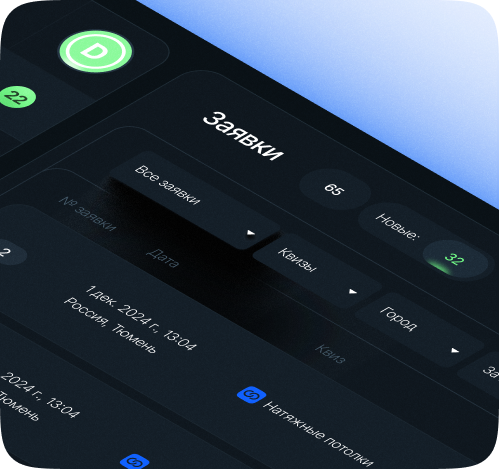 D
22
Заявки
65
Новые:
32
Все заявки
Квизы
Город
За
№ заявки
Дата
Квиз
2
1 дек. 2024 г., 13:04
Россия, Тюмень
Натяжные потолки
2024 г., 13:04
Тюмень